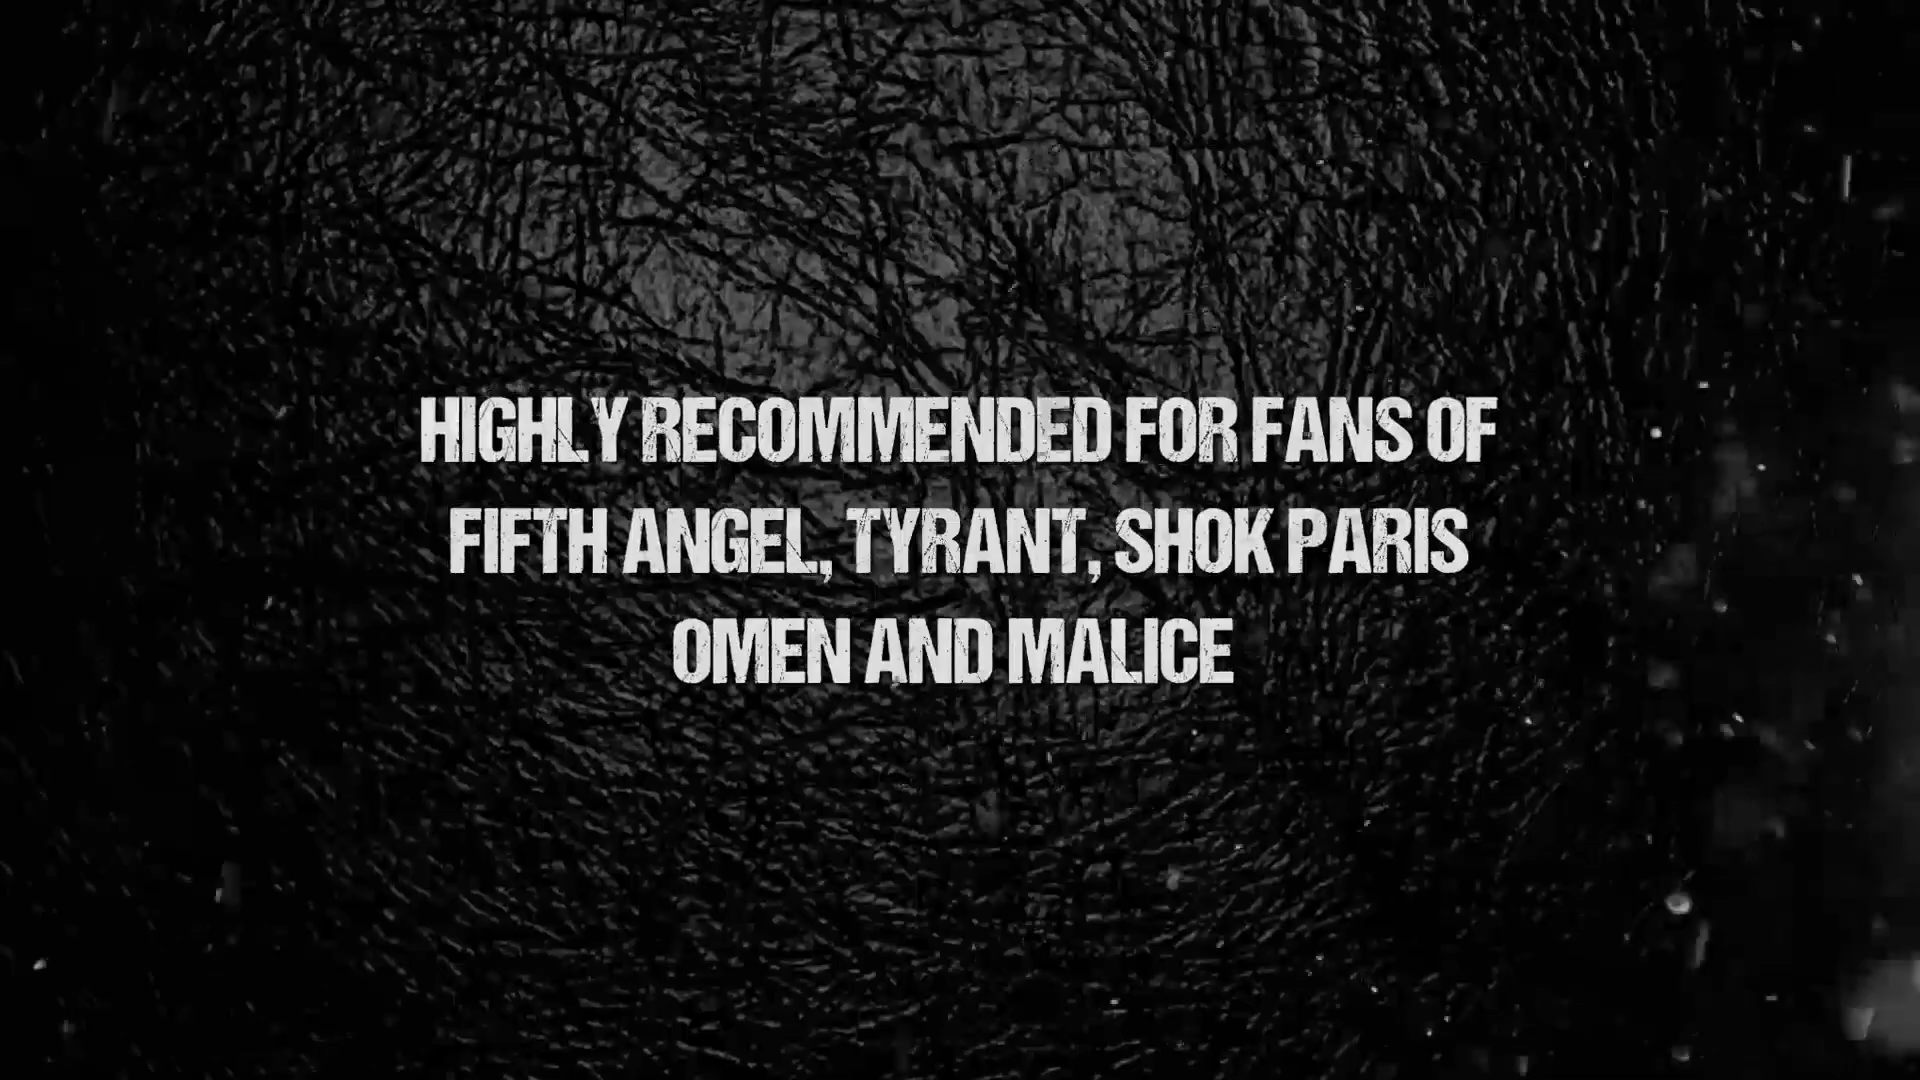 HIGHLY RECOMMENDED FOR FANS OF
FIFTH ANGEL, TYRANT, SHOK PARIS
OMEN AND MALICE